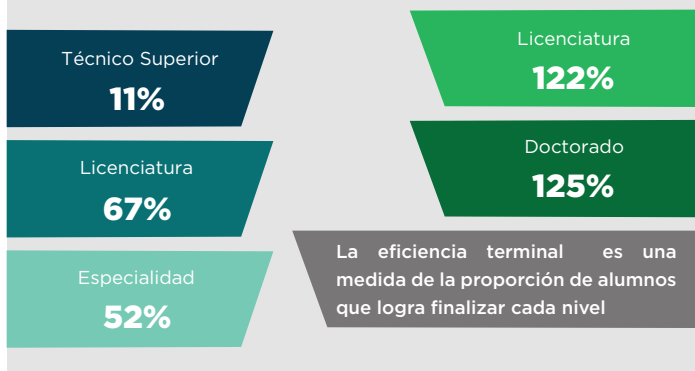 Técnico Superior
11%
Licenciatura
67%
Especialidad
52%
Licenciatura
122%
Doctorado
125%
La eficiencia terminal es una
medida de la proporción de alumnos
que logra finalizar cada nivel